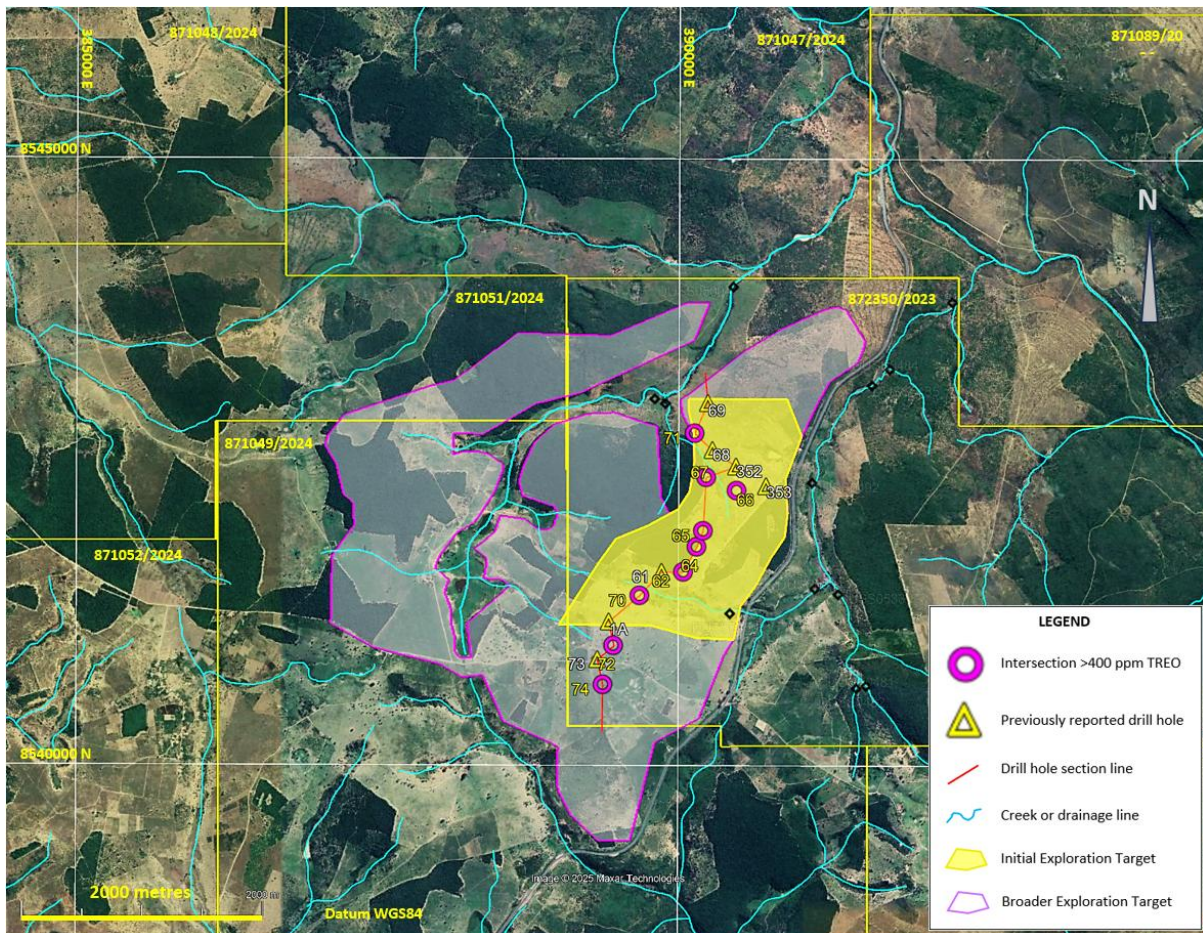 871048/2024
871047/2024
871089/20
385000 E
390000 E
8545000 N
N
871051/2024
872350/2023
69
71
68
67
352
353
66
871049/2024
65
871052/2024
64
61
62
70
1A
73
72
74
8540000 N
LEGEND
Intersection >400 ppm TREO
Previously reported drill hole
Drill hole section line
Creek or drainage line
Initial Exploration Target
Broader Exploration Target
Image © 2025 Maxar Technologies
2000 metres
2000 m
Datum WGS84